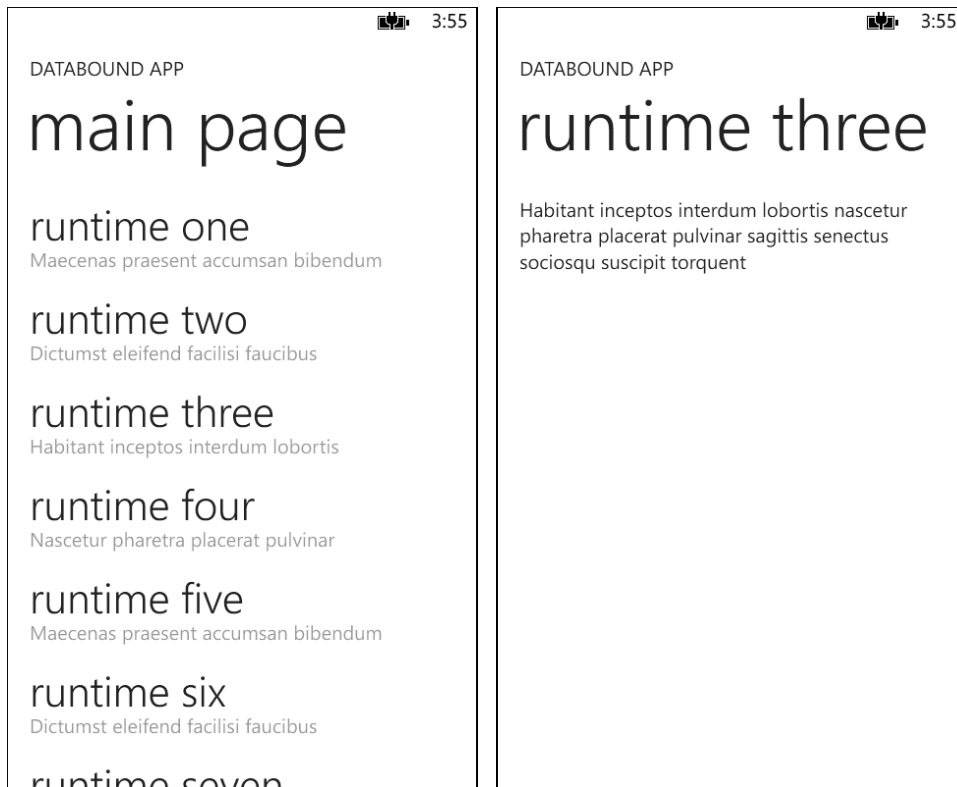 3:55
DATABOUND APP
main page
runtime one
Maecenas praesent accumsan bibendum
runtime two
Dictumst eleifend facilisi faucibus
runtime three
Habitant inceptos interdum lobortis
runtime four
Nascetur pharetra placerat pulvinar
runtime five
Maecenas praesent accumsan bibendum
runtime six
Dictumst eleifend facilisi faucibus
runtime seven
3:55
DATABOUND APP
runtime three
Habitant inceptos interdum lobortis nascetur
pharetra placerat pulvinar sagittis senectus
sociosqu suscipit torquent